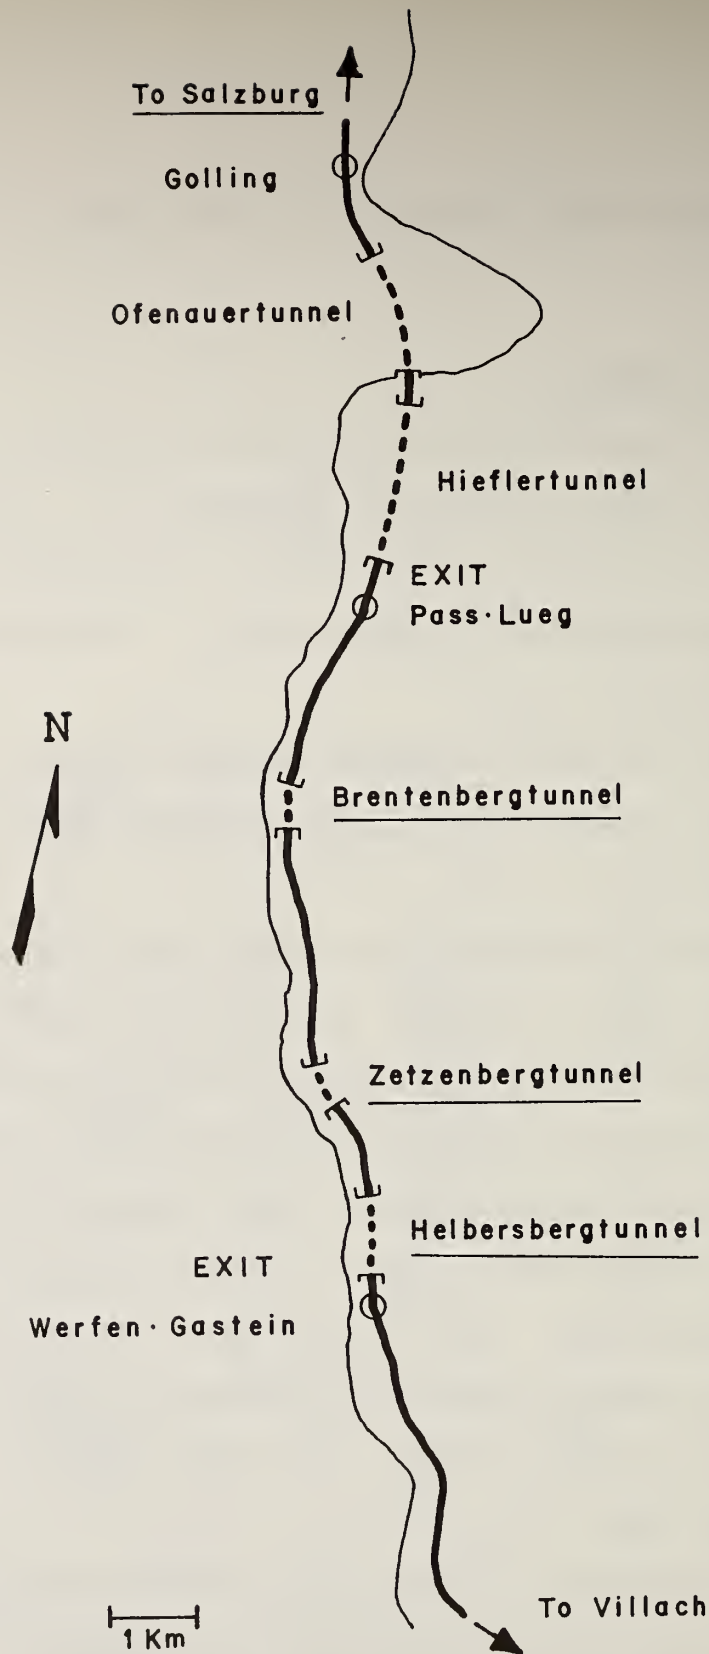 To Salzburg
Golling
Ofenauertunnel
Hieflertunnel
EXIT
Pass·Lueg
N
Brentenbergtunnel
Zetzenbergtunnel
Helbersbergtunnel
EXIT
Werfen·Gastein
To Villach
1 Km